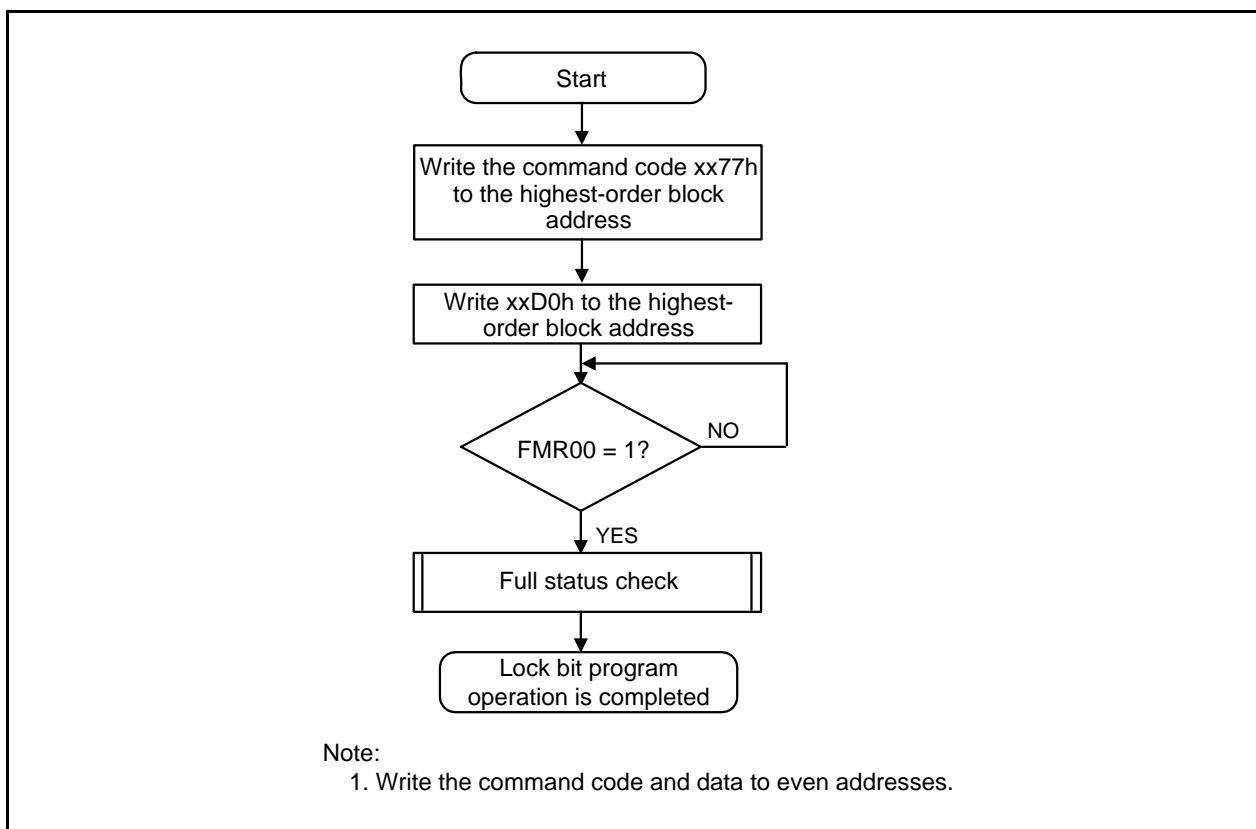 Start
Write the command code xx77h
to the highest-order block
address
Write xxD0h to the highest-
order block address
FMR00 = 1?
NO
YES
Full status check
Lock bit program
operation is completed
Note:
1. Write the command code and data to even addresses.